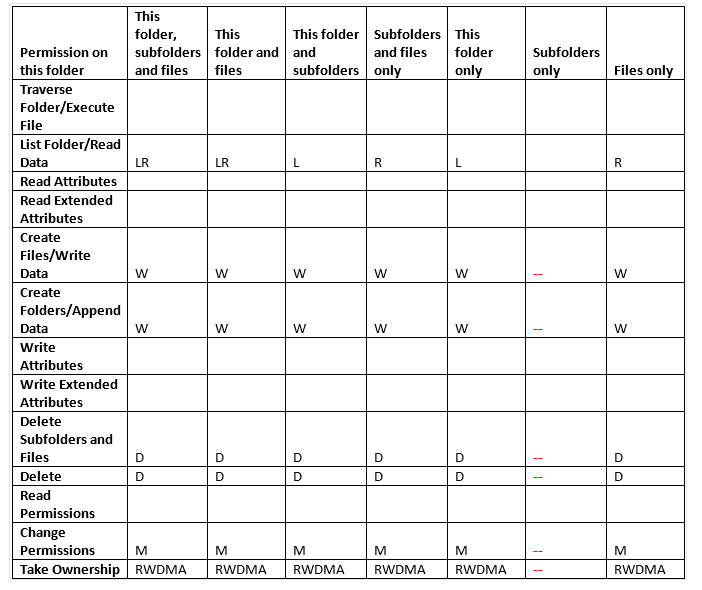 Permission on this folder | This folder, subfolders and files | This folder and files | This folder and subfolders | Subfolders and files only | This folder only | Subfolders only | Files only
Traverse Folder/Execute File
List Folder/Read Data | LR | LR | L | R | L | | R
Read Attributes
Read Extended Attributes
Create Files/Write Data | W | W | W | W | W | -- | W
Create Folders/Append Data | W | W | W | W | W | -- | W
Write Attributes
Write Extended Attributes
Delete Subfolders and Files | D | D | D | D | D | -- | D
Delete | D | D | D | D | D | -- | D
Read Permissions
Change Permissions | M | M | M | M | M | -- | M
Take Ownership | RWDMA | RWDMA | RWDMA | RWDMA | RWDMA | -- | RWDMA